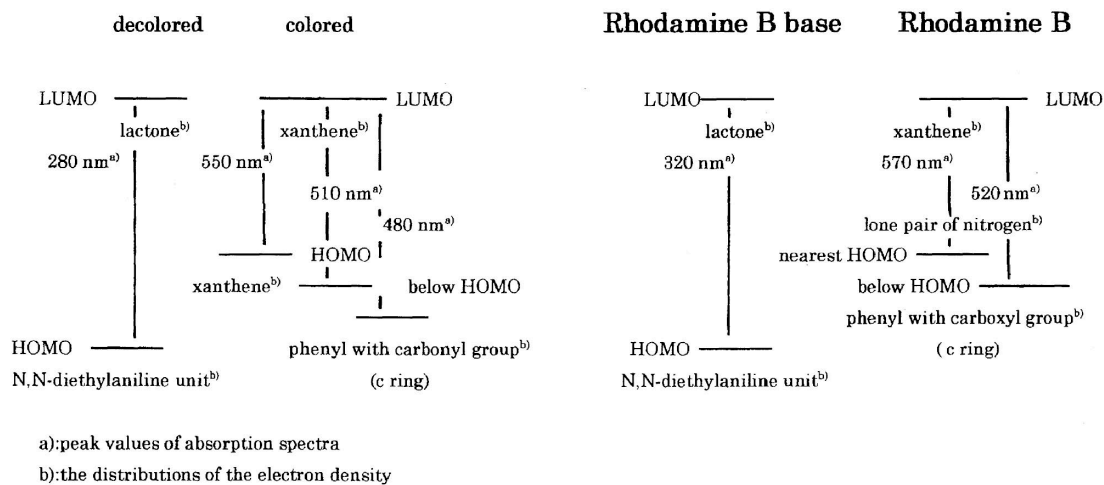 decolored colored Rhodamine B base Rhodamine B
LUMO LUMO LUMO LUMO
lactoneb) xantheneb) lactoneb) xantheneb)
280 nma) 550 nma) 320 nma) 570 nma)
510 nma) 520 nma)
480 nma) lone pair of nitrogenb)
HOMO nearest HOMO
xantheneb) below HOMO below HOMO
phenyl with carboxyl groupb)
HOMO phenyl with carbonyl groupb) HOMO ( c ring)
N,N-diethylaniline unitb) (c ring) N,N-diethylaniline unitb)
a):peak values of absorption spectra
b):the distributions of the electron density